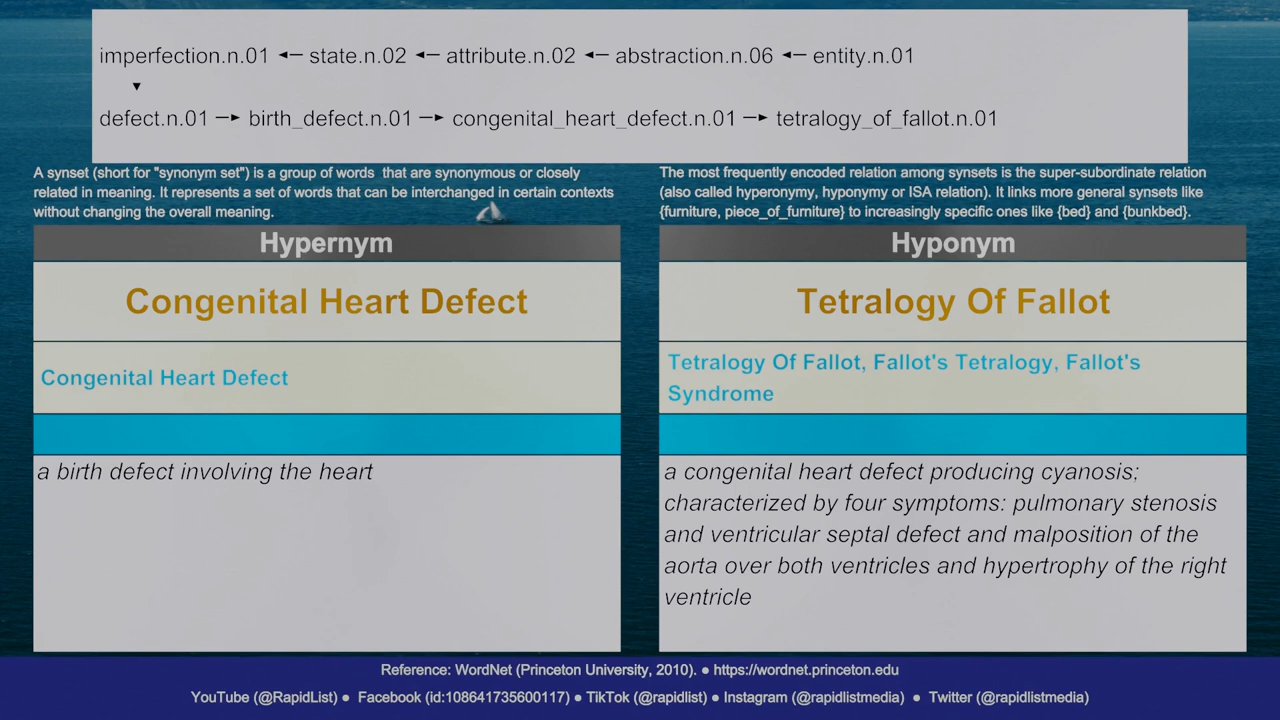 imperfection.n.01 ◄─ state.n.02 ◄─ attribute.n.02 ◄─ abstraction.n.06 ◄─ entity.n.01
▼
defect.n.01 ─► birth_defect.n.01 ─► congenital_heart_defect.n.01 ─► tetralogy_of_fallot.n.01
A synset (short for "synonym set") is a group of words that are synonymous or closely
related in meaning. It represents a set of words that can be interchanged in certain contexts
without changing the overall meaning.
The most frequently encoded relation among synsets is the super-subordinate relation
(also called hyperonymy, hyponymy or ISA relation). It links more general synsets like
{furniture, piece_of_furniture} to increasingly specific ones like {bed} and {bunkbed}.
Hypernym
Congenital Heart Defect
Congenital Heart Defect
a birth defect involving the heart
Hyponym
Tetralogy Of Fallot
Tetralogy Of Fallot, Fallot's Tetralogy, Fallot's
Syndrome
a congenital heart defect producing cyanosis;
characterized by four symptoms: pulmonary stenosis
and ventricular septal defect and malposition of the
aorta over both ventricles and hypertrophy of the right
ventricle
Reference: WordNet (Princeton University, 2010). ● https://wordnet.princeton.edu
YouTube (@RapidList) ● Facebook (id:108641735600117) ● TikTok (@rapidlist) ● Instagram (@rapidlistmedia) ● Twitter (@rapidlistmedia)